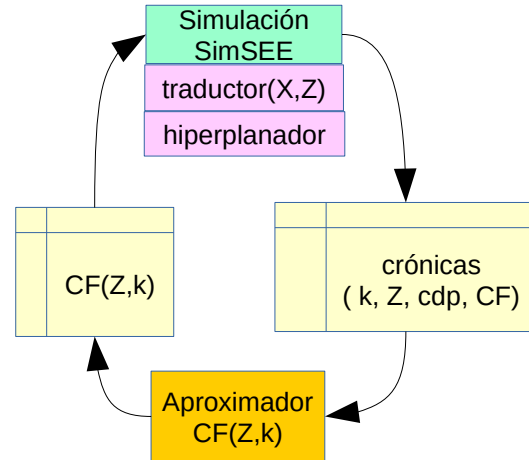 Simulación
SimSEE
traductor(X,Z)
hiperplanador
CF(Z,k)
crónicas
( k, Z, cdp, CF)
Aproximador
CF(Z,k)